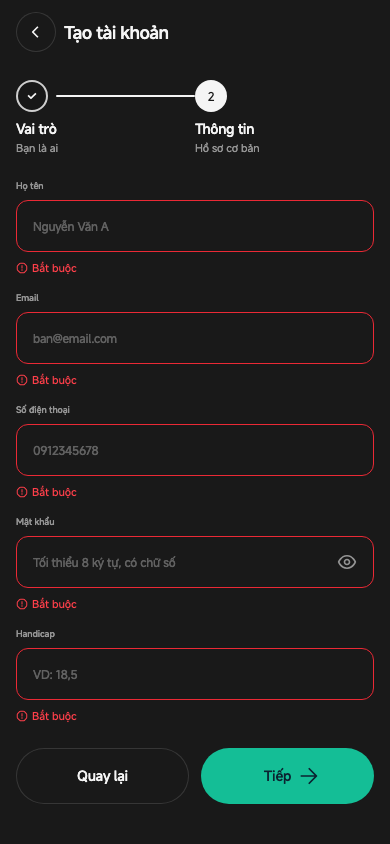 Tạo tài khoản
2
Vai trò
Thông tin
Bạn là ai
Hồ sơ cơ bản
Họ tên
Nguyễn Văn A
Bắt buộc
Email
ban@email.com
Bắt buộc
Số điện thoại
0912345678
Bắt buộc
Mật khẩu
Tối thiểu 8 ký tự, có chữ số
Bắt buộc
Handicap
VD: 18,5
Bắt buộc
Quay lại
Tiếp